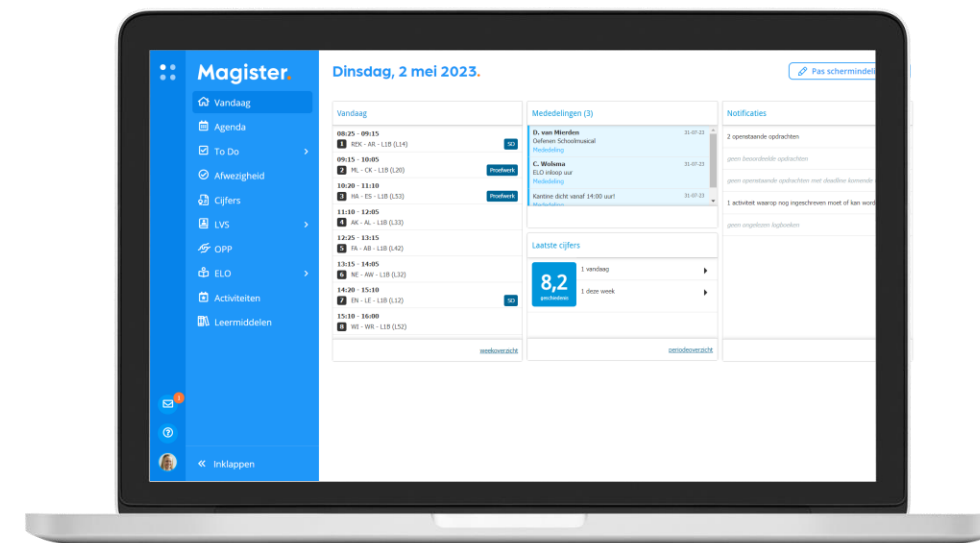 Magister.
Vandaag
Agenda
To Do
Afwezigheid
Cijfers
LVS
OPP
ELO
Activiteiten
Leermiddelen
1
Inklappen
Dinsdag, 2 mei 2023.
Pas schermindeli
Vandaag
08:25 - 09:15
1 REK - AR - L1B (L14) SO
09:15 - 10:05
2 ML - CK - L1B (L20) Proefwerk
10:20 - 11:10
3 HA - ES - L1B (L53) Proefwerk
11:10 - 12:05
4 AK - AL - L1B (L33)
12:25 - 13:15
5 FA - AB - L1B (L42)
13:15 - 14:05
6 NE - AW - L1B (L32)
14:20 - 15:10
7 EN - LE - L1B (L12) SO
15:10 - 16:00
8 WI - WR - L1B (L52)
weekoverzicht
Mededelingen (3)
D. van Mierden 31-07-23
Oefenen Schoolmusical
Mededeling
C. Wolsma 31-07-23
ELO inloop uur
Mededeling
Kantine dicht vanaf 14:00 uur! 31-07-23
Mededeling
Laatste cijfers
8,2
geschiedenis
1 vandaag
1 deze week
periodeoverzicht
Notificaties
2 openstaande opdrachten
geen beoordeelde opdrachten
geen openstaande opdrachten met deadline komende
1 activiteit waarop nog ingeschreven moet of kan word
geen ongelezen logboeken